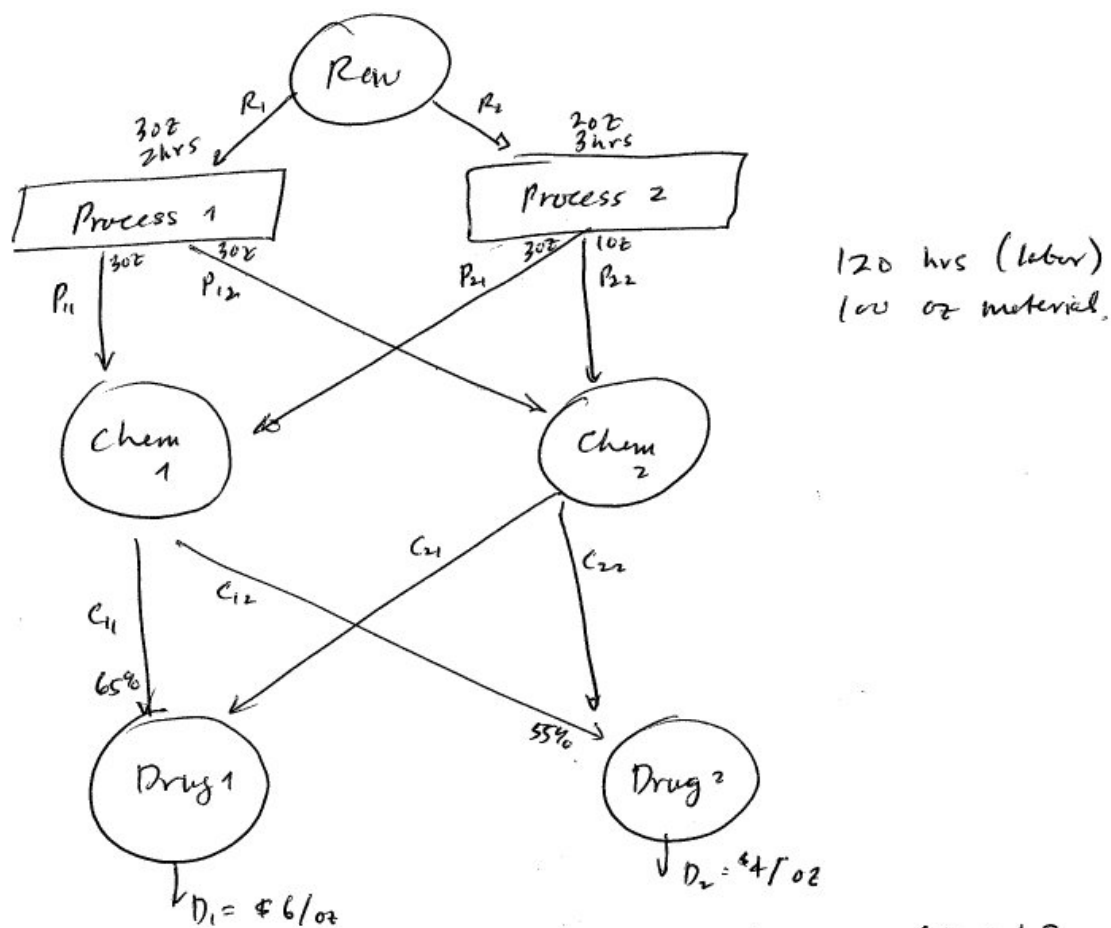 Raw
R₁
R₂
3oz
2hrs
2oz
3hrs
Process 1
Process 2
3oz
3oz
3oz
1oz
P₁₁
P₁₂
P₂₁
P₂₂
120 hrs (labor)
100 oz material.
Chem
1
Chem
2
C₁₁
C₁₂
C₂₁
C₂₂
65%
55%
Drug 1
Drug 2
D₁ = $6/oz
D₂ = $4/oz